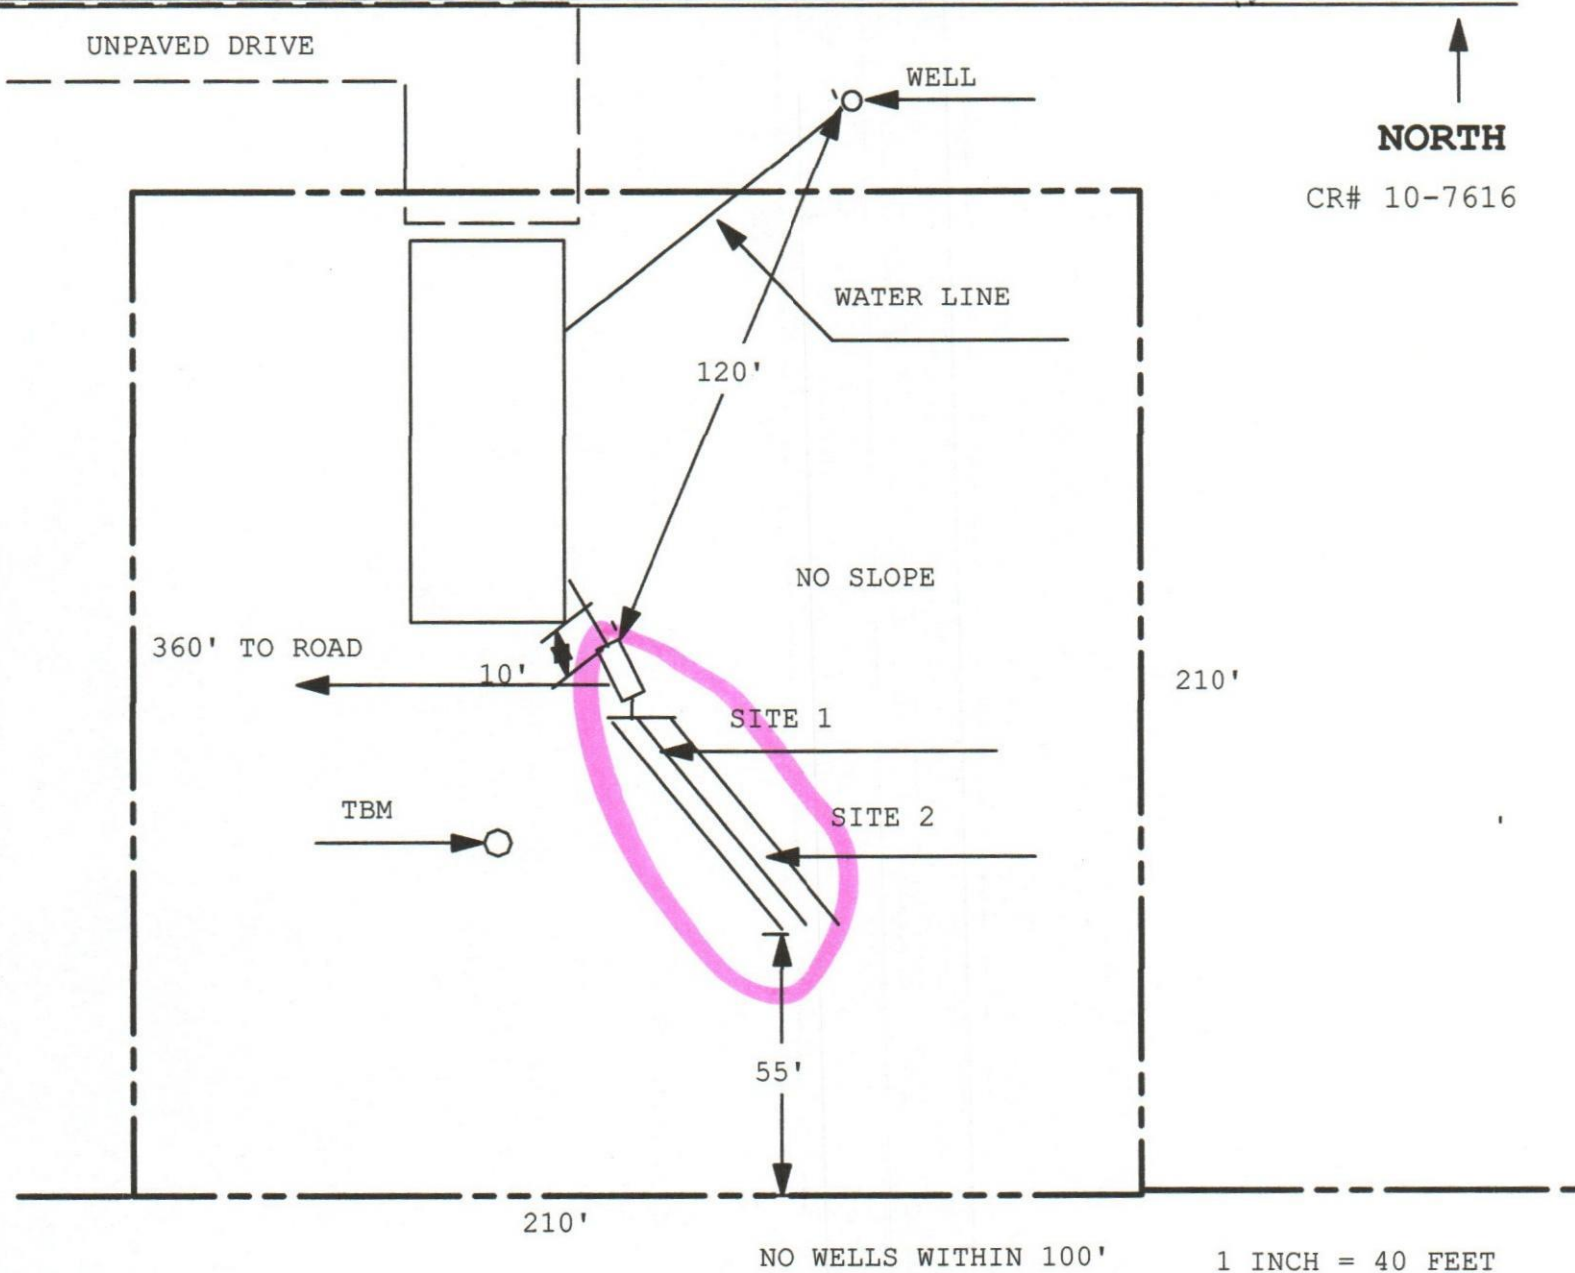 UNPAVED DRIVE
WELL
NORTH
CR# 10-7616
WATER LINE
120'
NO SLOPE
360' TO ROAD
10'
210'
SITE 1
TBM
SITE 2
55'
210'
NO WELLS WITHIN 100'
1 INCH = 40 FEET